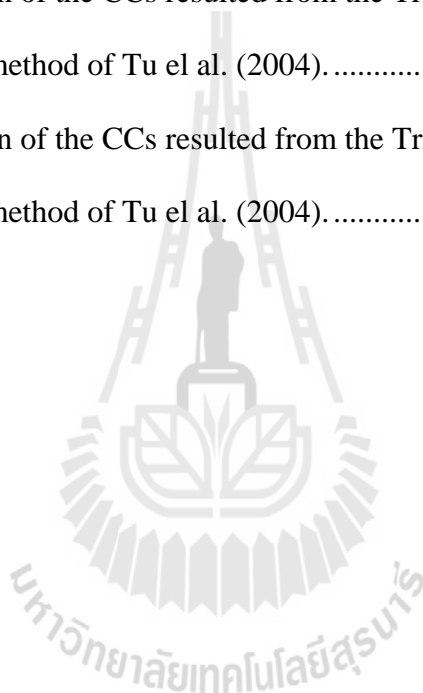 n of the CCs resulted from the Tr
method of Tu el al. (2004). ...........
n of the CCs resulted from the Tr
method of Tu el al. (2004). ...........
มหาวิทยาลัยเทคโนโลยีสุรนารี